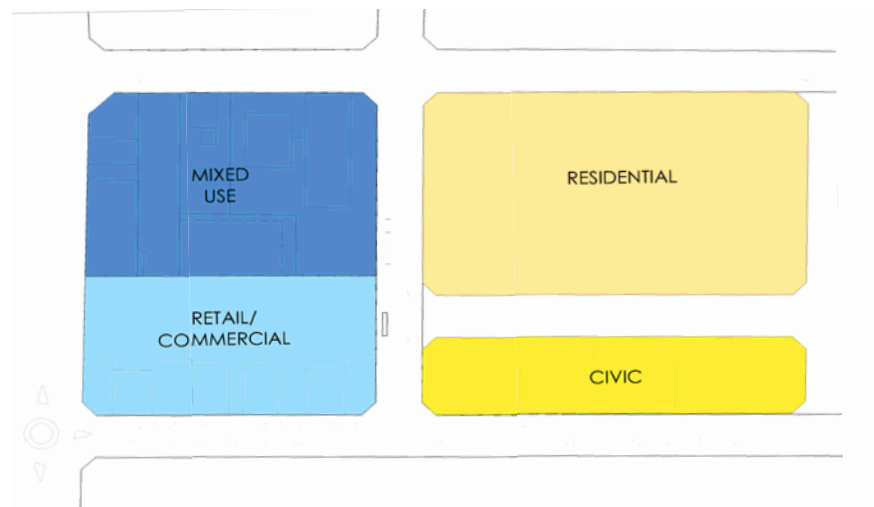 MIXED
USE
RESIDENTIAL
RETAIL/
COMMERCIAL
CIVIC